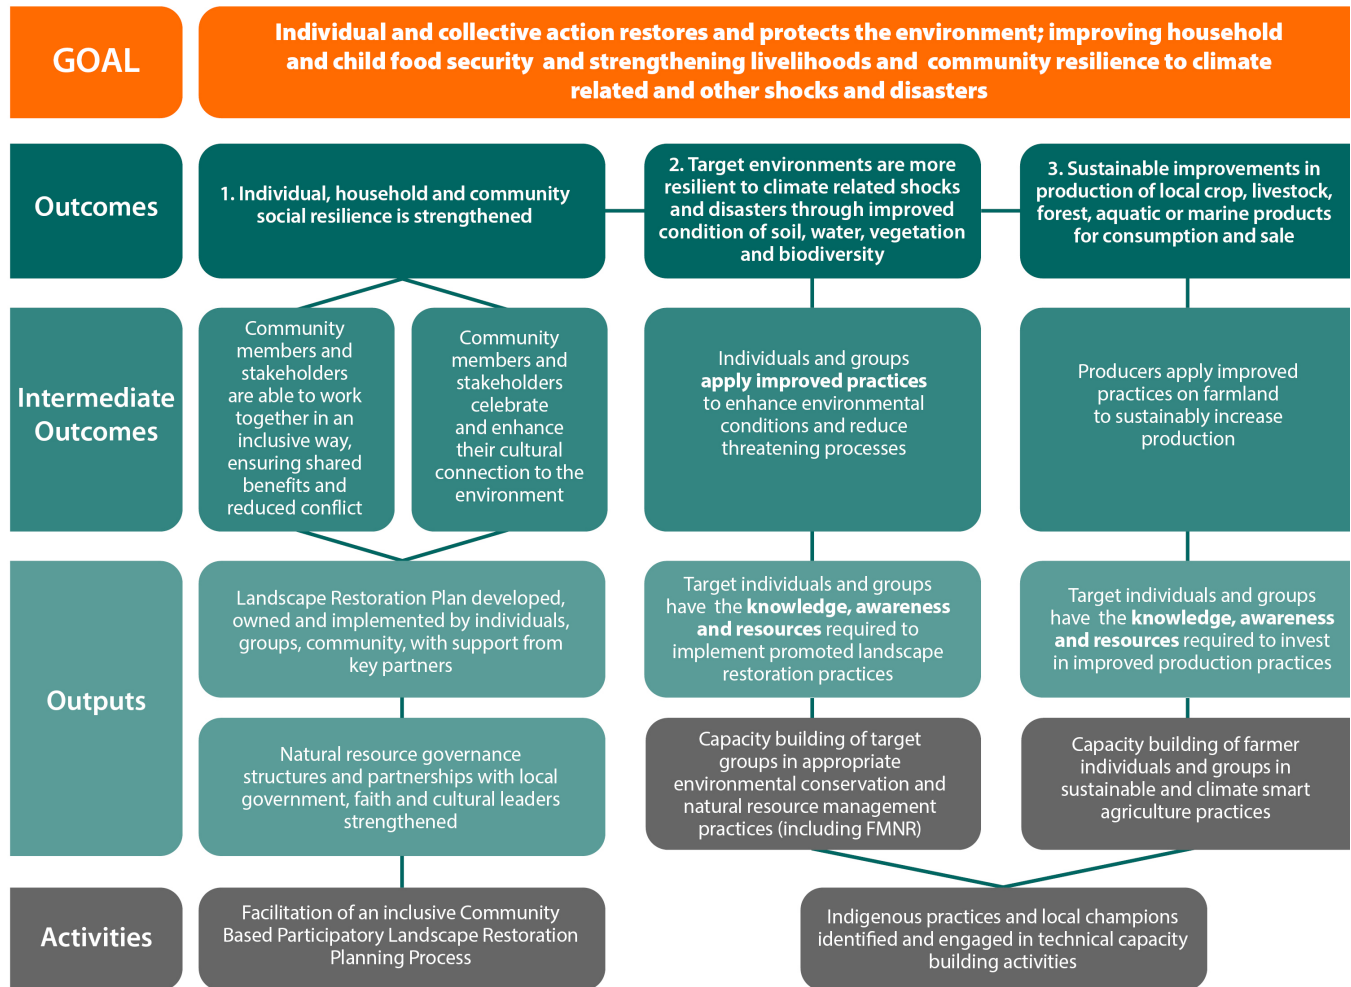 GOAL
Individual and collective action restores and protects the environment; improving household
and child food security and strengthening livelihoods and community resilience to climate
related and other shocks and disasters
Outcomes
1. Individual, household and community
social resilience is strengthened
2. Target environments are more
resilient to climate related shocks
and disasters through improved
condition of soil, water, vegetation
and biodiversity
3. Sustainable improvements in
production of local crop, livestock,
forest, aquatic or marine products
for consumption and sale
Intermediate
Outcomes
Community
members and
stakeholders
are able to work
together in an
inclusive way,
ensuring shared
benefits and
reduced conflict
Community
members and
stakeholders
celebrate
and enhance
their cultural
connection to the
environment
Individuals and groups
apply improved practices
to enhance environmental
conditions and reduce
threatening processes
Producers apply improved
practices on farmland
to sustainably increase
production
Outputs
Landscape Restoration Plan developed,
owned and implemented by individuals,
groups, community, with support from
key partners
Target individuals and groups
have the knowledge, awareness
and resources required to
implement promoted landscape
restoration practices
Target individuals and groups
have the knowledge, awareness
and resources required to invest
in improved production practices
Natural resource governance
structures and partnerships with local
government, faith and cultural leaders
strengthened
Capacity building of target
groups in appropriate
environmental conservation and
natural resource management
practices (including FMNR)
Capacity building of farmer
individuals and groups in
sustainable and climate smart
agriculture practices
Activities
Facilitation of an inclusive Community
Based Participatory Landscape Restoration
Planning Process
Indigenous practices and local champions
identified and engaged in technical capacity
building activities